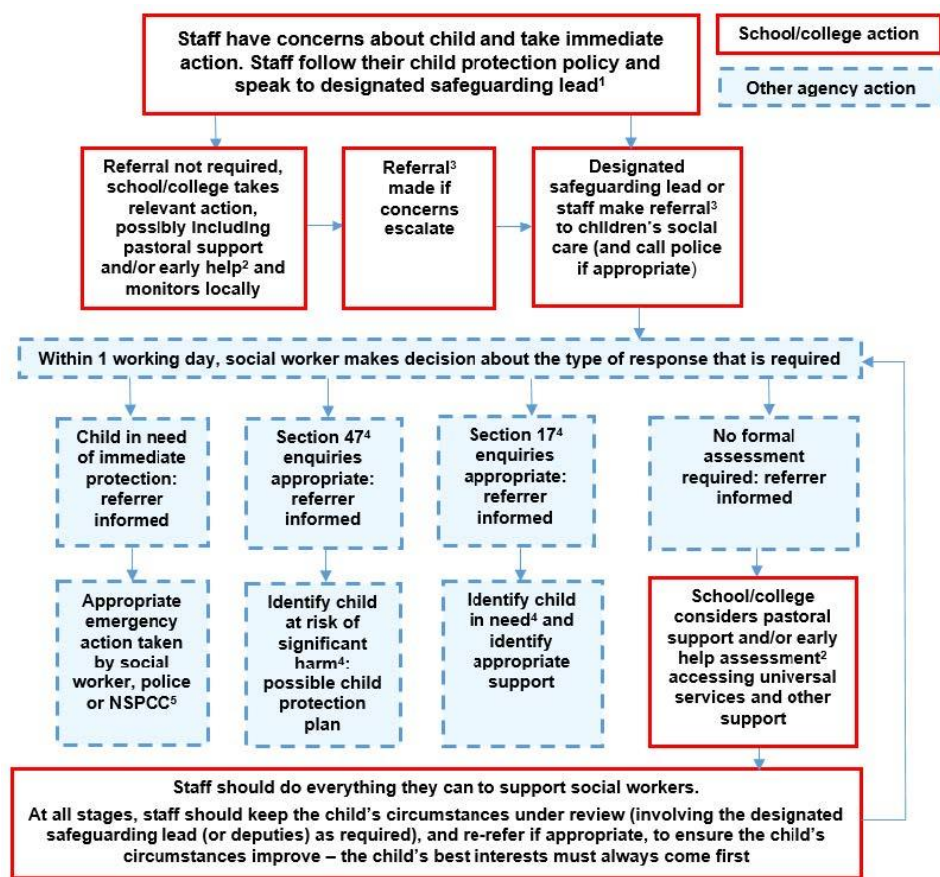 Staff have concerns about child and take immediate
action. Staff follow their child protection policy and
speak to designated safeguarding lead¹
School/college action
Other agency action
Referral not required,
school/college takes
relevant action,
possibly including
pastoral support
and/or early help² and
monitors locally
Referral³
made if
concerns
escalate
Designated
safeguarding lead or
staff make referral³
to children’s social
care (and call police
if appropriate)
Within 1 working day, social worker makes decision about the type of response that is required
Child in need
of immediate
protection:
referrer
informed
Section 47⁴
enquiries
appropriate:
referrer
informed
Section 17⁴
enquiries
appropriate:
referrer
informed
No formal
assessment
required: referrer
informed
Appropriate
emergency
action taken
by social
worker, police
or NSPCC⁵
Identify child
at risk of
significant
harm⁴:
possible child
protection
plan
Identify child
in need⁴ and
identify
appropriate
support
School/college
considers pastoral
support and/or early
help assessment²
accessing universal
services and other
support
Staff should do everything they can to support social workers.
At all stages, staff should keep the child’s circumstances under review (involving the designated
safeguarding lead (or deputies) as required), and re-refer if appropriate, to ensure the child’s
circumstances improve – the child’s best interests must always come first